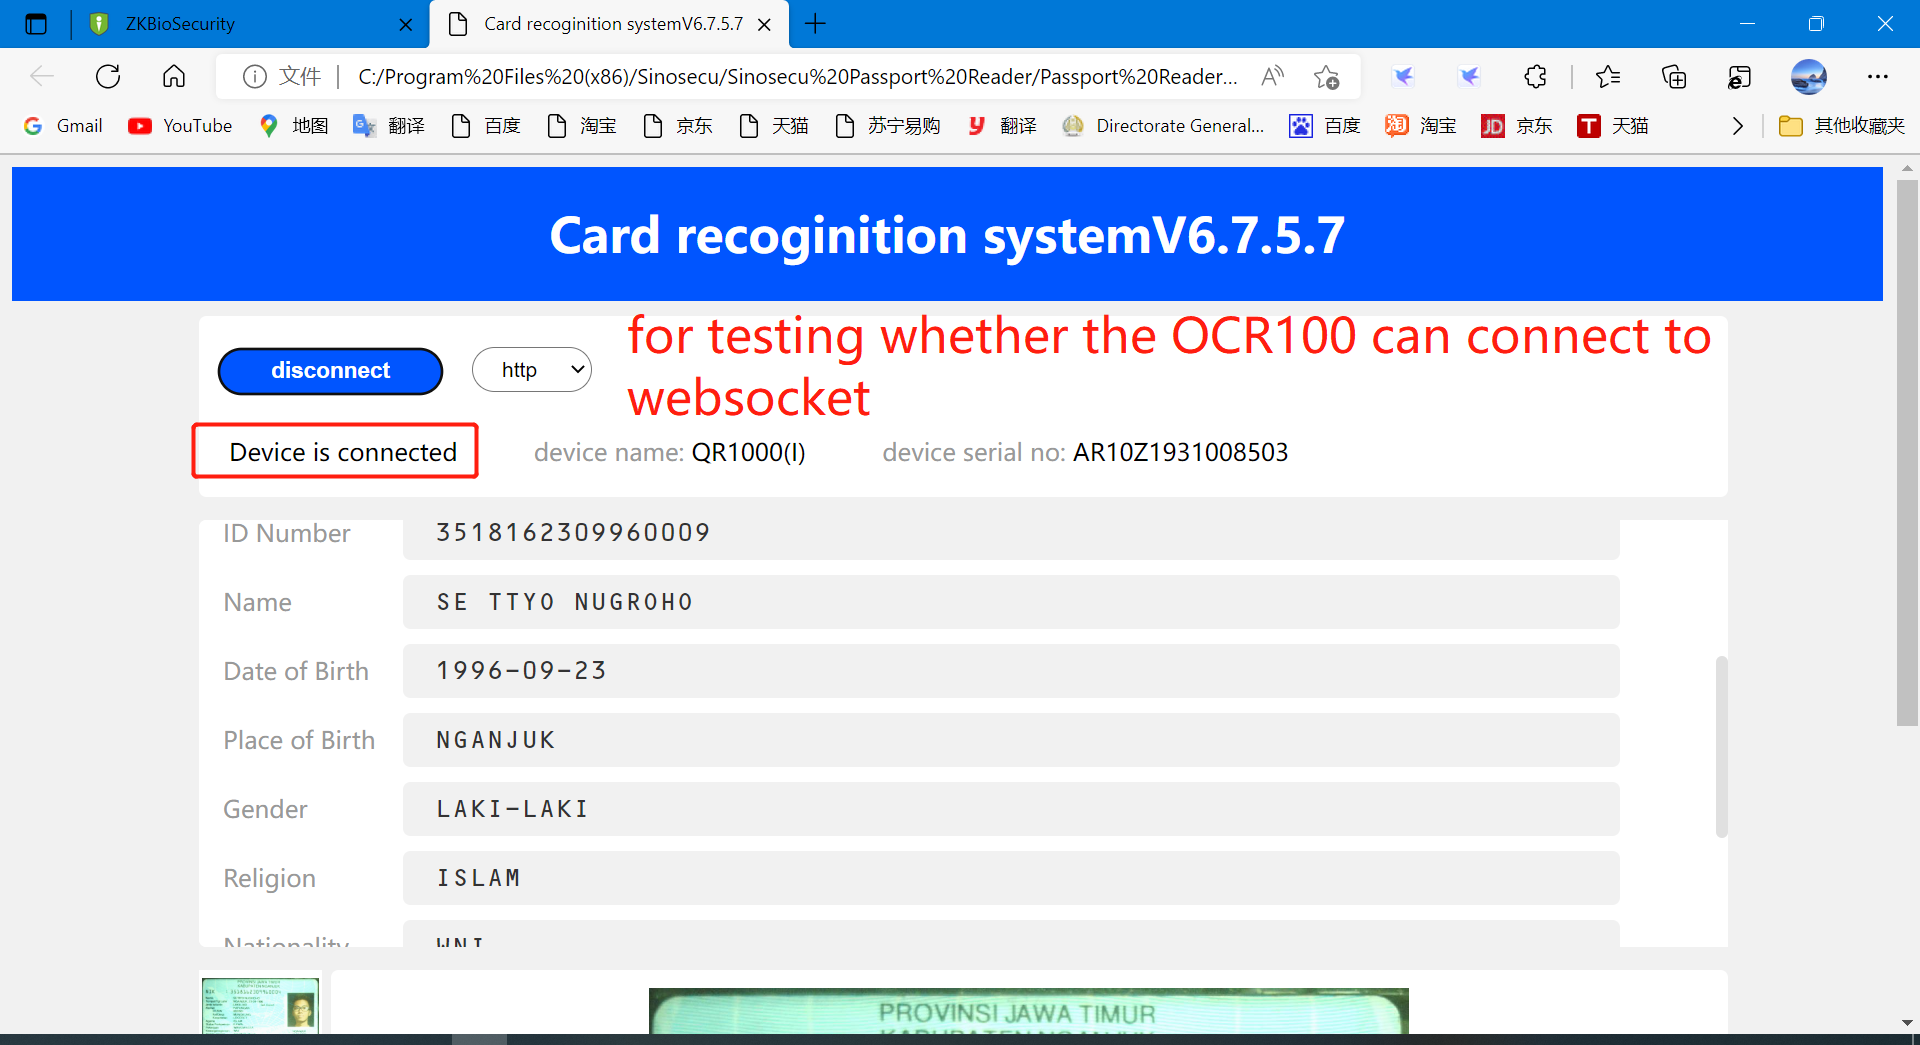 ZKBioSecurity
Card recoginition systemV6.7.5.7
文件
C:/Program%20Files%20(x86)/Sinosecu/Sinosecu%20Passport%20Reader/Passport%20Reader...
Gmail YouTube 地图 翻译 百度 淘宝 京东 天猫 苏宁易购 翻译 Directorate General... 百度 淘宝 京东 天猫 其他收藏夹
Card recoginition systemV6.7.5.7
disconnect http
for testing whether the OCR100 can connect to
websocket
Device is connected device name: QR1000(I) device serial no: AR10Z1931008503
ID Number 3518162309960009
Name SE TTYO NUGROHO
Date of Birth 1996-09-23
Place of Birth NGANJUK
Gender LAKI-LAKI
Religion ISLAM
Nationality WNI
PROVINSI JAWA TIMUR
KABUPATEN NGANJUK